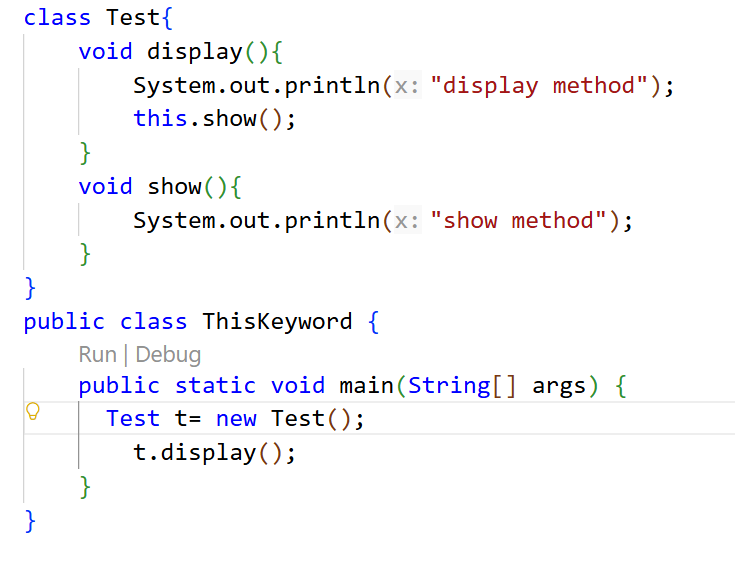 class Test{
void display(){
System.out.println(x: "display method");
this.show();
}
void show(){
System.out.println(x: "show method");
}
}
public class ThisKeyword {
Run | Debug
public static void main(String[] args) {
Test t= new Test();
t.display();
}
}